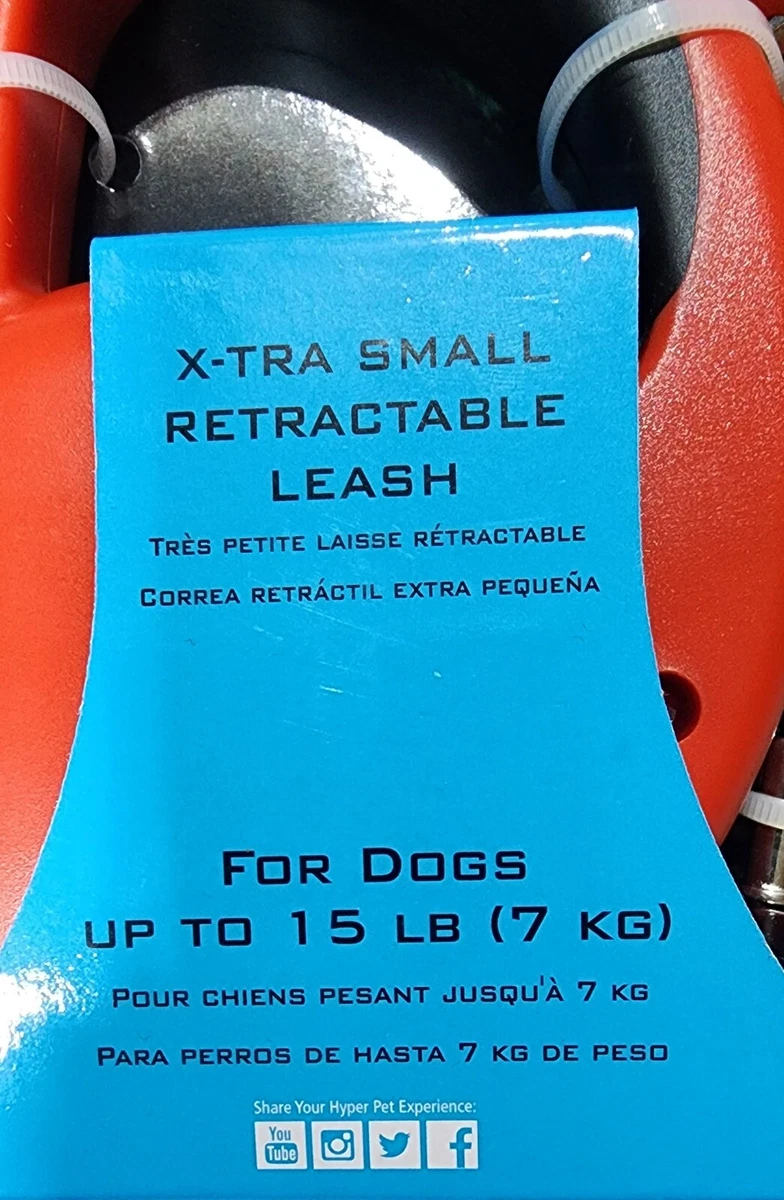 X-TRA SMALL
RETRACTABLE
LEASH
TRÈS PETITE LAISSE RÉTRACTABLE
CORREA RETRÁCTIL EXTRA PEQUEÑA
FOR DOGS
UP TO 15 LB (7 KG)
POUR CHIENS PESANT JUSQU'À 7 KG
PARA PERROS DE HASTA 7 KG DE PESO
Share Your Hyper Pet Experience:
You Tube